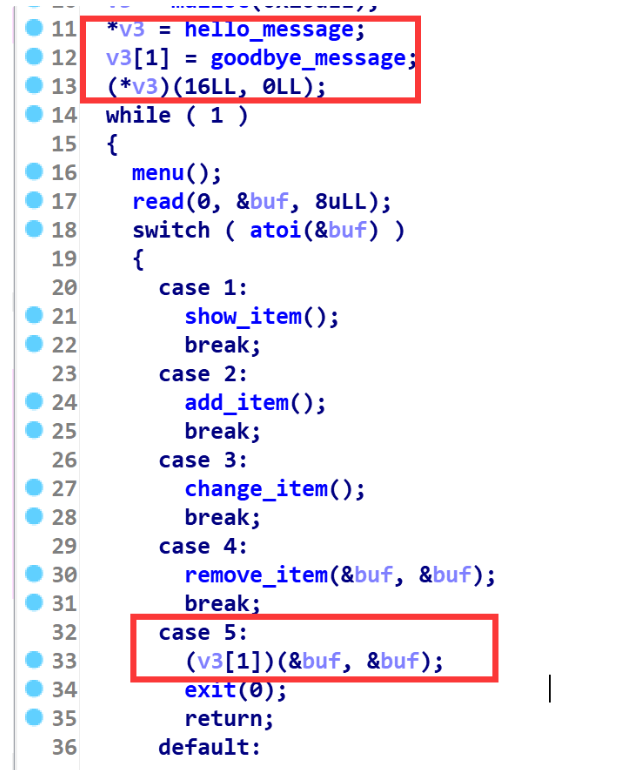 11 *v3 = hello_message;
12 v3[1] = goodbye_message;
13 (*v3)(16LL, 0LL);
14 while ( 1 )
15 {
16 menu();
17 read(0, &buf, 8uLL);
18 switch ( atoi(&buf) )
19 {
20 case 1:
21 show_item();
22 break;
23 case 2:
24 add_item();
25 break;
26 case 3:
27 change_item();
28 break;
29 case 4:
30 remove_item(&buf, &buf);
31 break;
32 case 5:
33 (v3[1])(&buf, &buf);
34 exit(0);
35 return;
36 default: